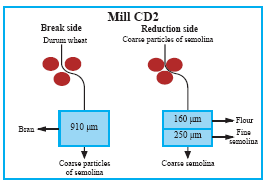 Mill CD2
Break side
Durum wheat
Reduction side
Coarse particles of semolina
Bran
910 µm
160 µm
250 µm
Flour
Fine
semolina
Coarse particles
of semolina
Coarse semolina